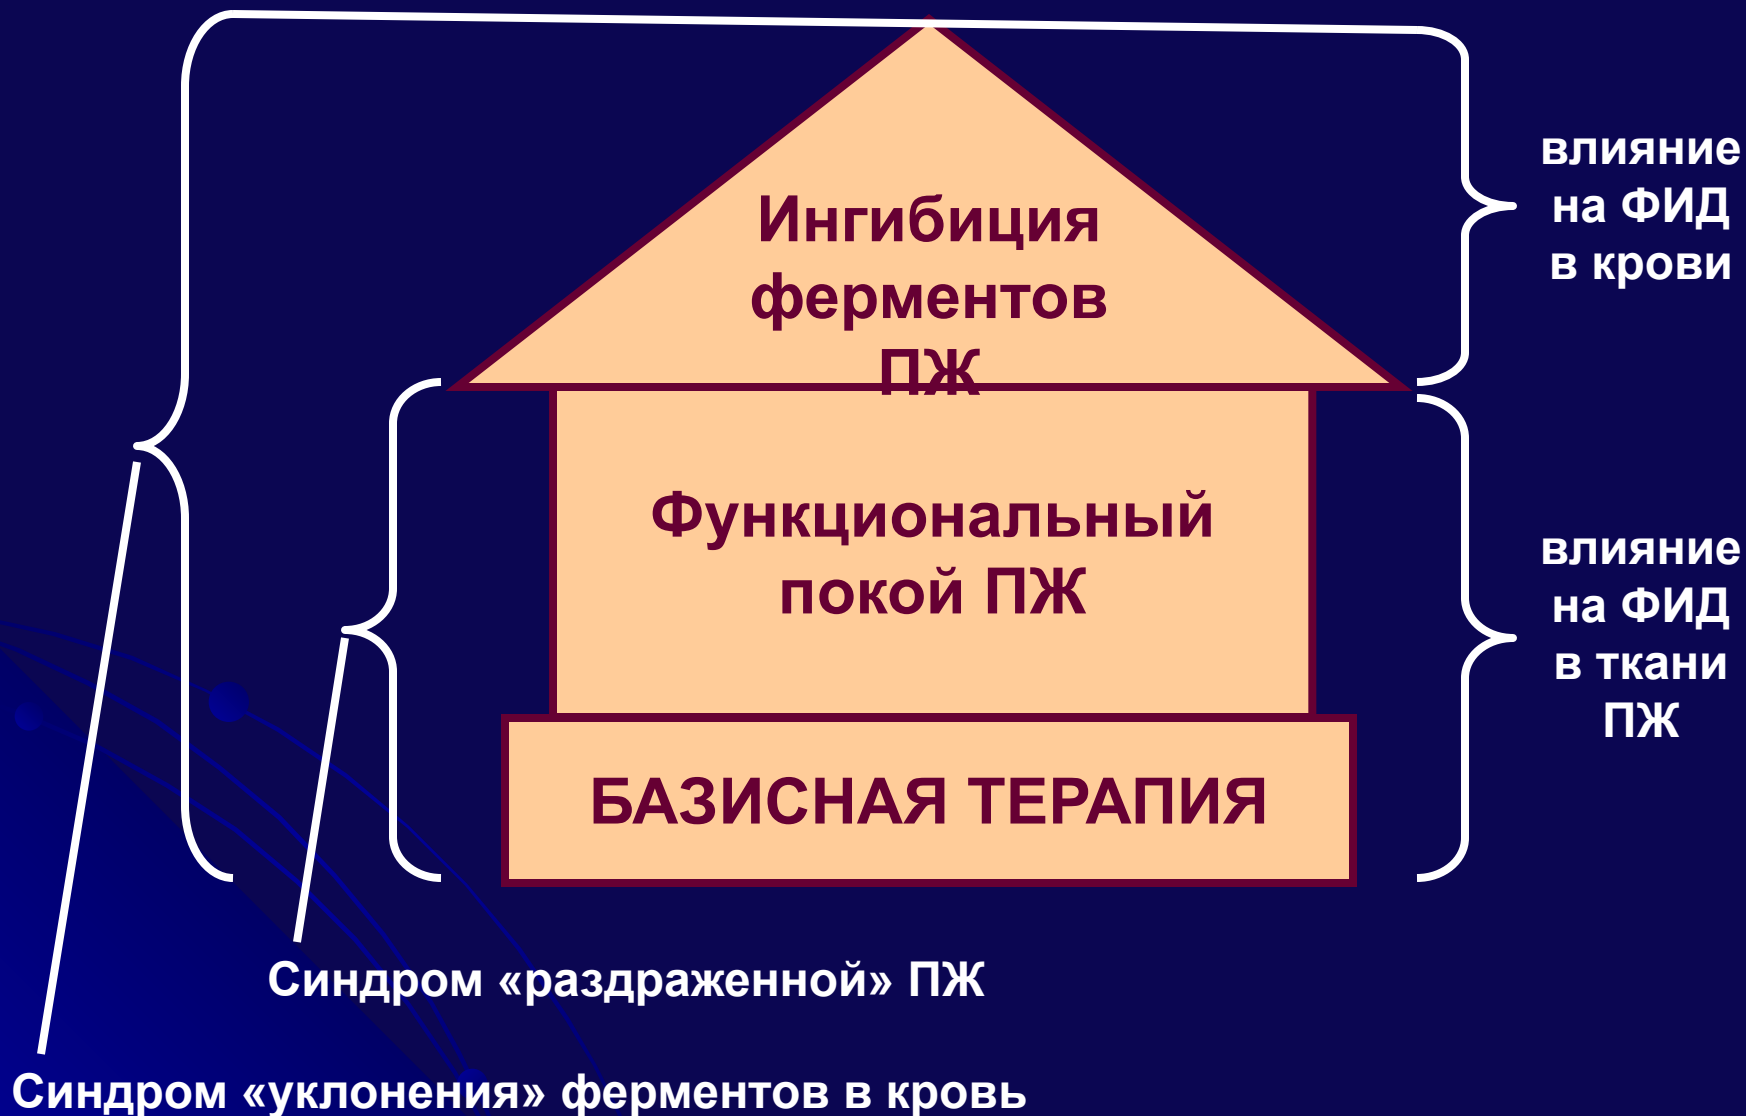 Ингибиция
ферментов
ПЖ
Функциональный
покой ПЖ
БАЗИСНАЯ ТЕРАПИЯ
влияние
на ФИД
в крови
влияние
на ФИД
в ткани
ПЖ
Синдром «раздраженной» ПЖ
Синдром «уклонения» ферментов в кровь